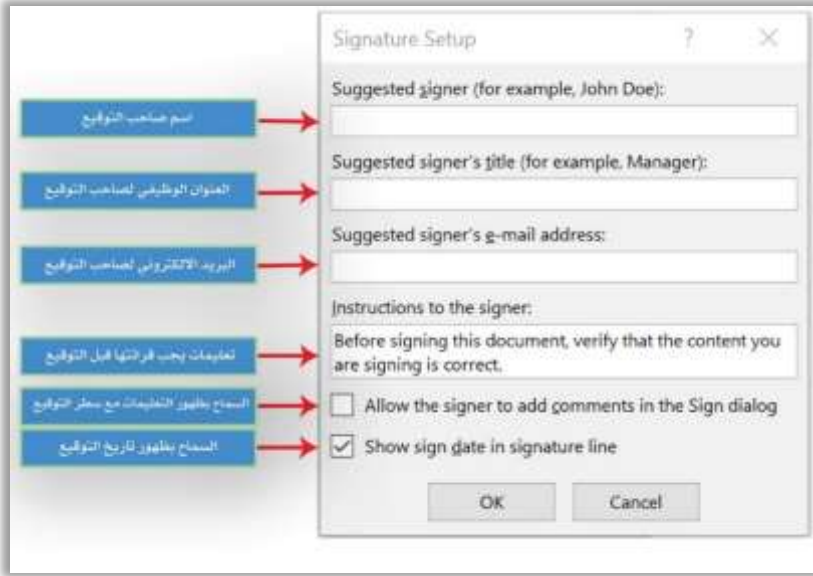 Signature Setup ? ×
Suggested signer (for example, John Doe):
اسم صاحب التوقيع
Suggested signer's title (for example, Manager):
العنوان الوظيفي لصاحب التوقيع
Suggested signer's e-mail address:
البريد الالكتروني لصاحب التوقيع
Instructions to the signer:
Before signing this document, verify that the content you
are signing is correct.
تعليمات يجب قرائتها قبل التوقيع
السماح بظهور التعليمات مع سطر التوقيع
Allow the signer to add comments in the Sign dialog
السماح بظهور تاريخ التوقيع
Show sign date in signature line
OK Cancel